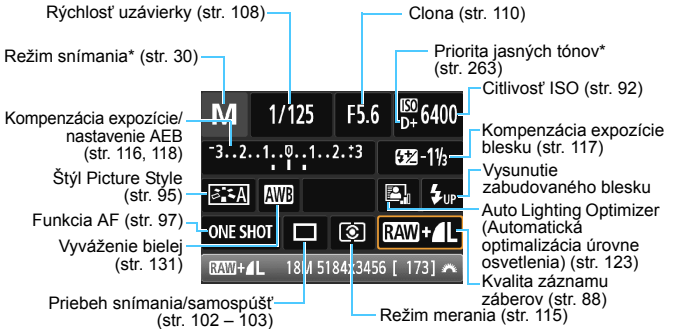 Rýchlosť uzávierky (str. 108)
Clona (str. 110)
Režim snímania* (str. 30)
Priorita jasných tónov*
(str. 263)
Citlivosť ISO (str. 92)
M 1/125 F5.6 ISO D+ 6400
Kompenzácia expozície/
nastavenie AEB
(str. 116, 118)
-3..2..1..0..1..2.:3
-1⅓
Kompenzácia expozície
blesku (str. 117)
Štýl Picture Style
(str. 95)
A AWB UP
Vysunutie
zabudovaného blesku
Funkcia AF (str. 97)
ONE SHOT RAW+L
Auto Lighting Optimizer
(Automatická
optimalizácia úrovne
osvetlenia) (str. 123)
Vyváženie bielej
(str. 131)
RAW+L 18M 5184x3456 [ 173]
Kvalita záznamu
záberov (str. 88)
Priebeh snímania/samospúšť
(str. 102 – 103)
Režim merania (str. 115)